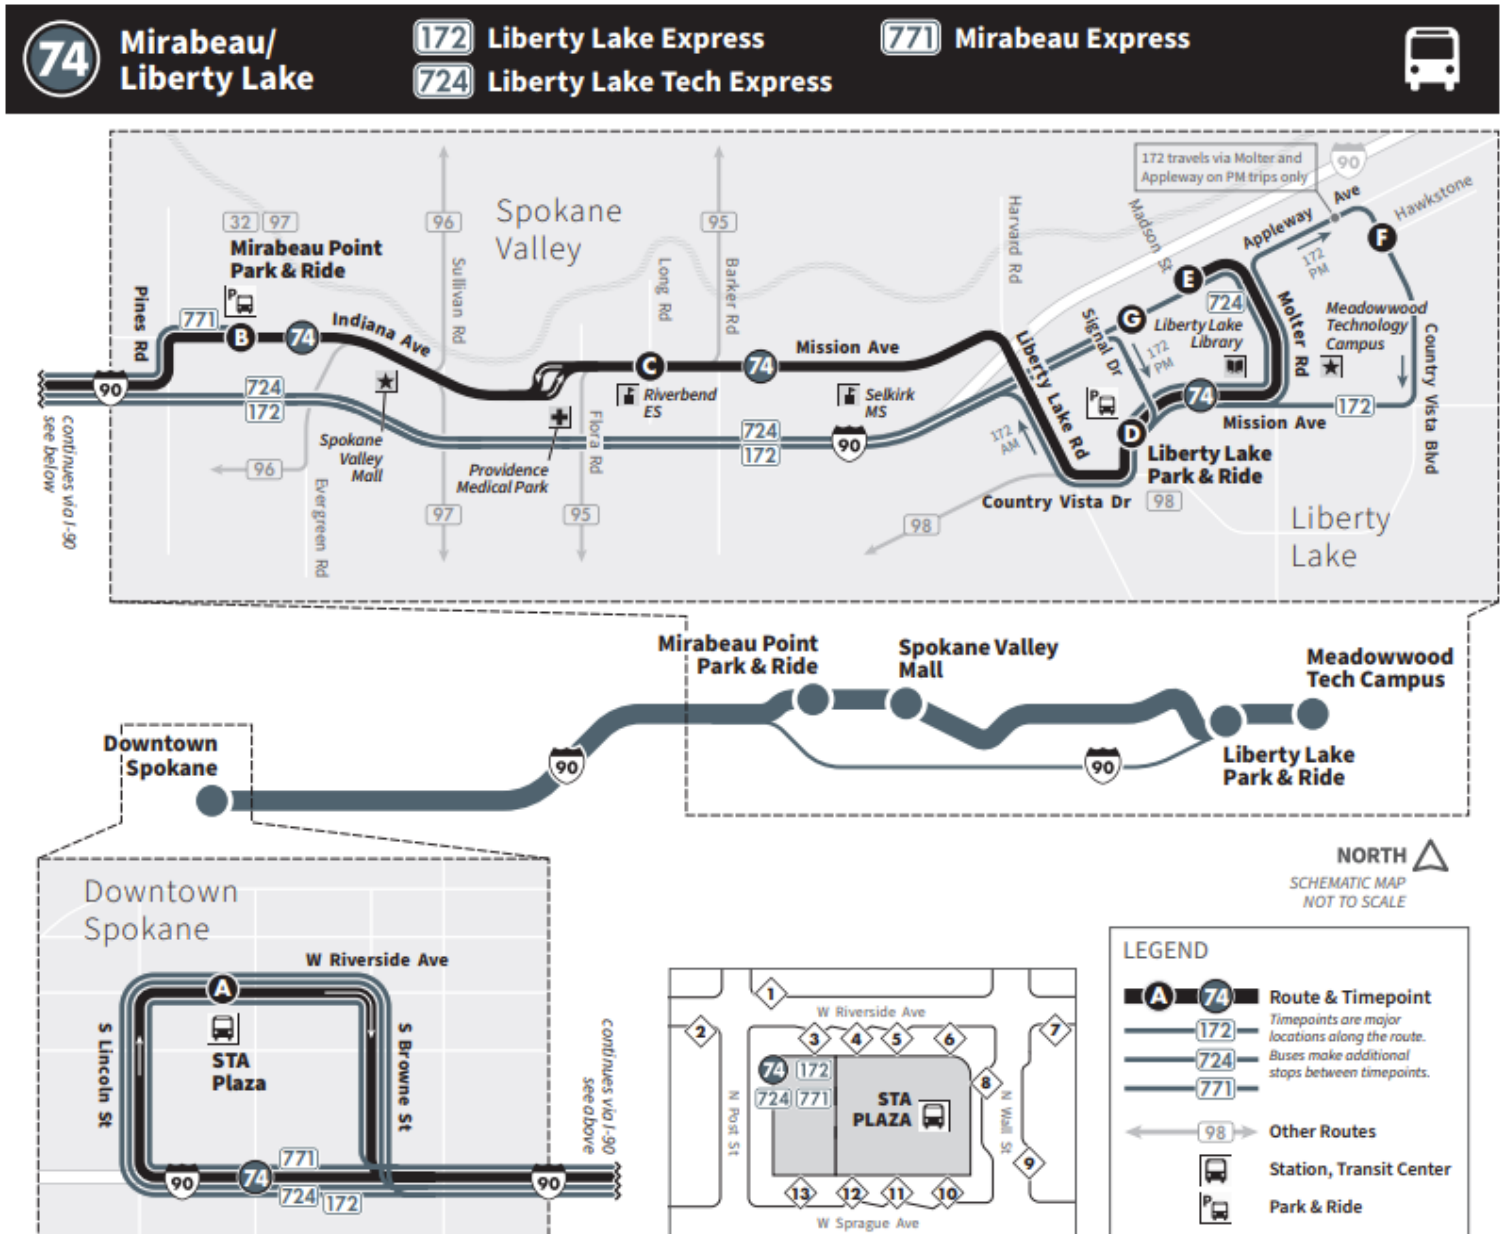 74
Mirabeau/
Liberty Lake
172 Liberty Lake Express
724 Liberty Lake Tech Express
771 Mirabeau Express
172 travels via Molter and
Appleway on PM trips only
90
Spokane
Valley
32 97
96
95
Mirabeau Point
Park & Ride
P
Pines Rd
771
B
74
Indiana Ave
Sullivan Rd
Long Rd
Barker Rd
Harvard Rd
Madson St
Appleway Ave
Hawkstone
F
172
PM
E
724
G
Liberty Lake
Library
Signal Dr
172
PM
Molter Rd
Meadowwood
Technology
Campus
Country Vista Blvd
C
74
Mission Ave
Riverbend
ES
Selkirk
MS
90
724
172
continues via I-90
see below
Spokane
Valley
Mall
Providence
Medical Park
Flora Rd
724
172
90
Liberty Lake Rd
172
AM
P
D
74
Mission Ave
172
Liberty Lake
Park & Ride
Country Vista Dr
98
98
96
97
95
Evergreen Rd
Liberty
Lake
Mirabeau Point
Park & Ride
Spokane Valley
Mall
Meadowwood
Tech Campus
Downtown
Spokane
90
90
Liberty Lake
Park & Ride
NORTH
SCHEMATIC MAP
NOT TO SCALE
Downtown
Spokane
W Riverside Ave
A
STA
Plaza
S Lincoln St
S Browne St
continues via I-90
see above
771
90
74
90
724
172
1
W Riverside Ave
2
3
4
5
6
7
74 172
724 771
STA
PLAZA
8
N Post St
N Wall St
9
13
12
11
10
W Sprague Ave
LEGEND
A 74 Route & Timepoint
Timepoints are major
locations along the route.
Buses make additional
stops between timepoints.
172
724
771
98 Other Routes
Station, Transit Center
P Park & Ride